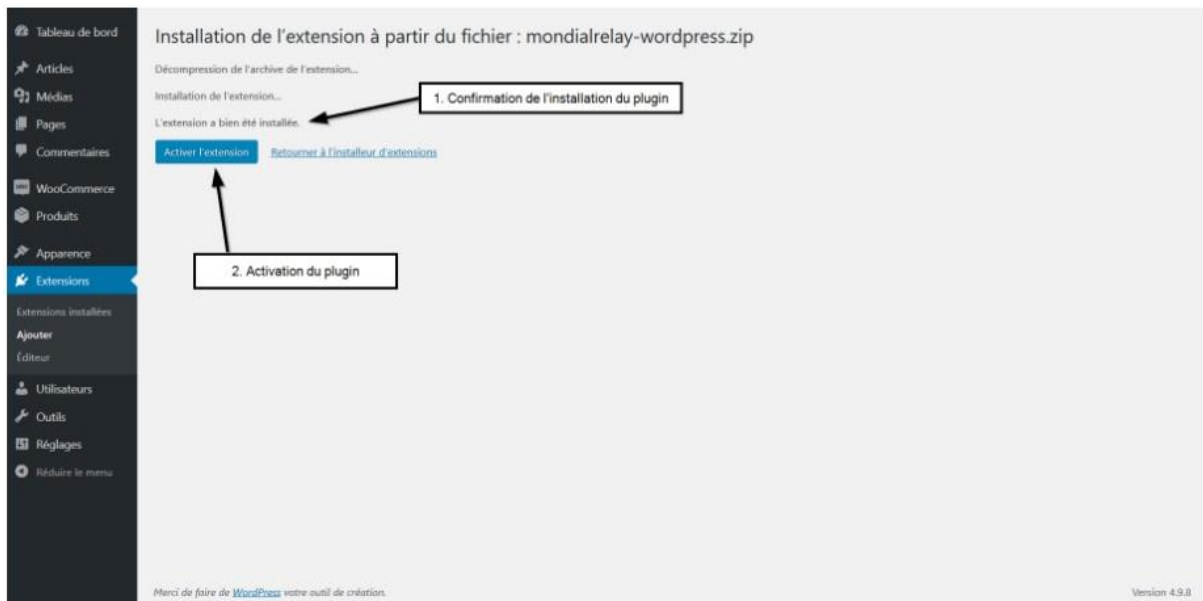 Tableau de bord
Articles
Médias
Pages
Commentaires
WooCommerce
Produits
Apparence
Extensions
Extensions installées
Ajouter
Éditeur
Utilisateurs
Outils
Réglages
Réduire le menu
Installation de l'extension à partir du fichier : mondialrelay-wordpress.zip
Décompression de l'archive de l'extension...
Installation de l'extension...
1. Confirmation de l'installation du plugin
L'extension a bien été installée.
Activer l'extension Retourner à l'installeur d'extensions
2. Activation du plugin
Merci de faire de WordPress votre outil de création.
Version 4.9.8